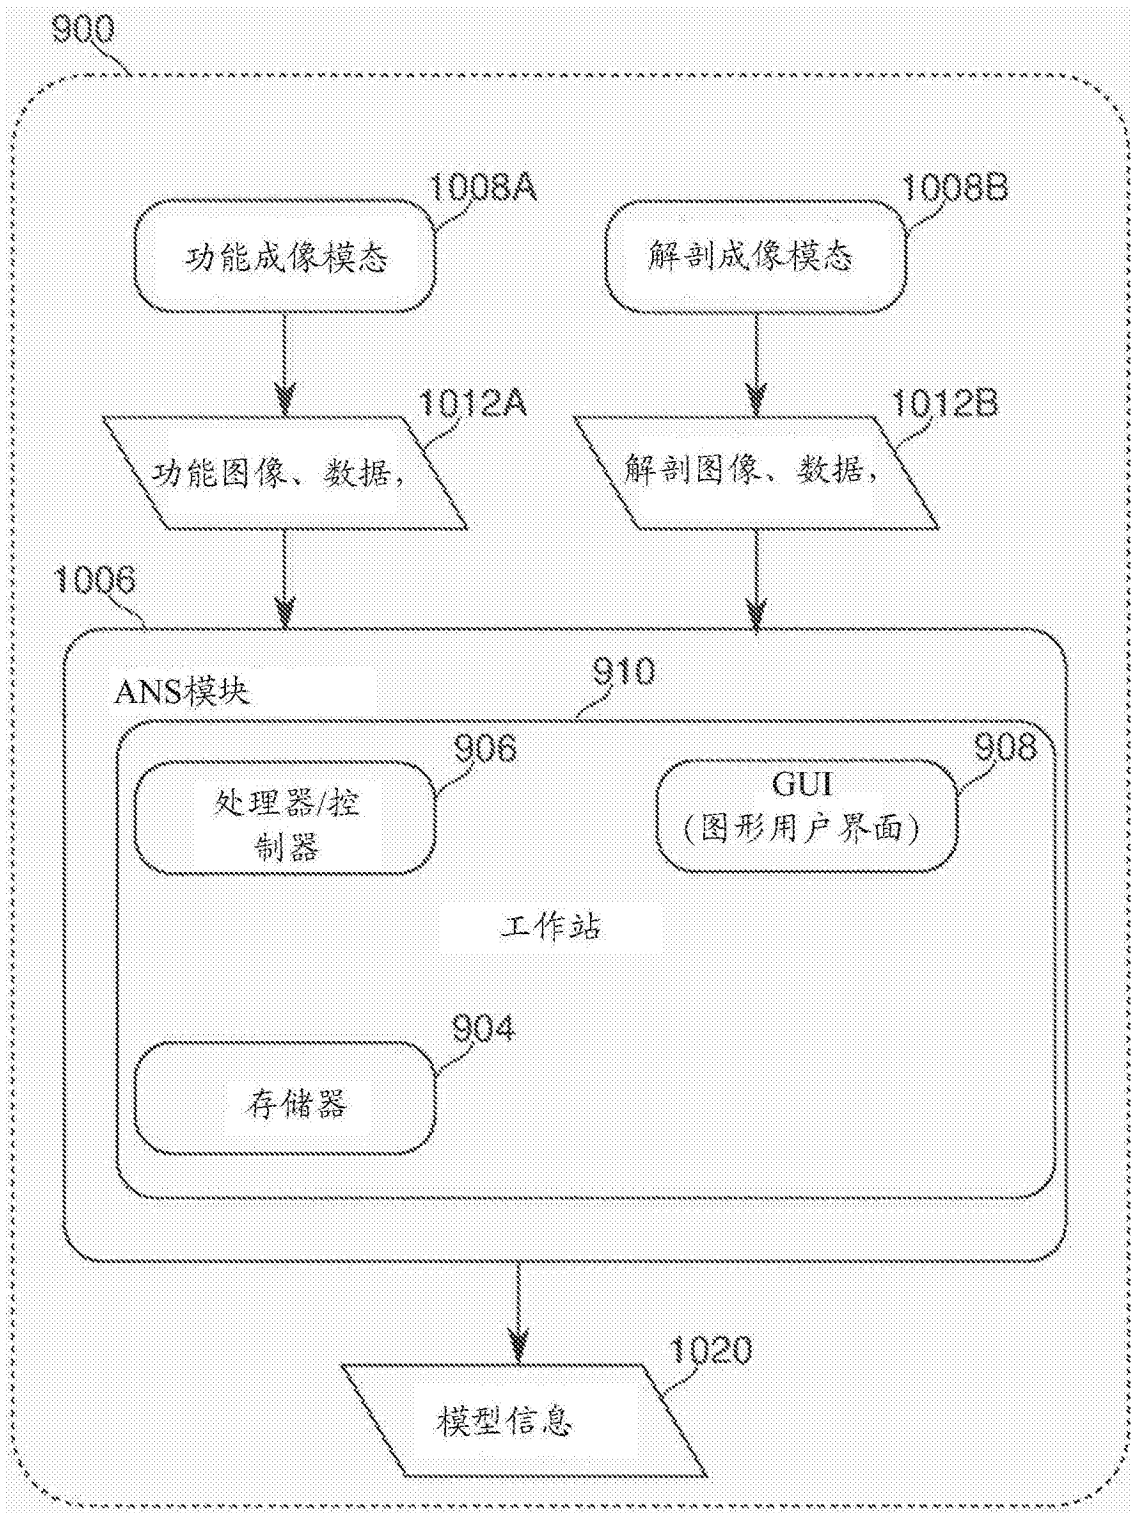 900
1008A
1008B
功能成像模态
解剖成像模态
1012A
1012B
功能图像、数据,
解剖图像、数据,
1006
ANS模块
910
906
908
处理器/控
制器
GUI
(图形用户界面)
工作站
904
存储器
1020
模型信息